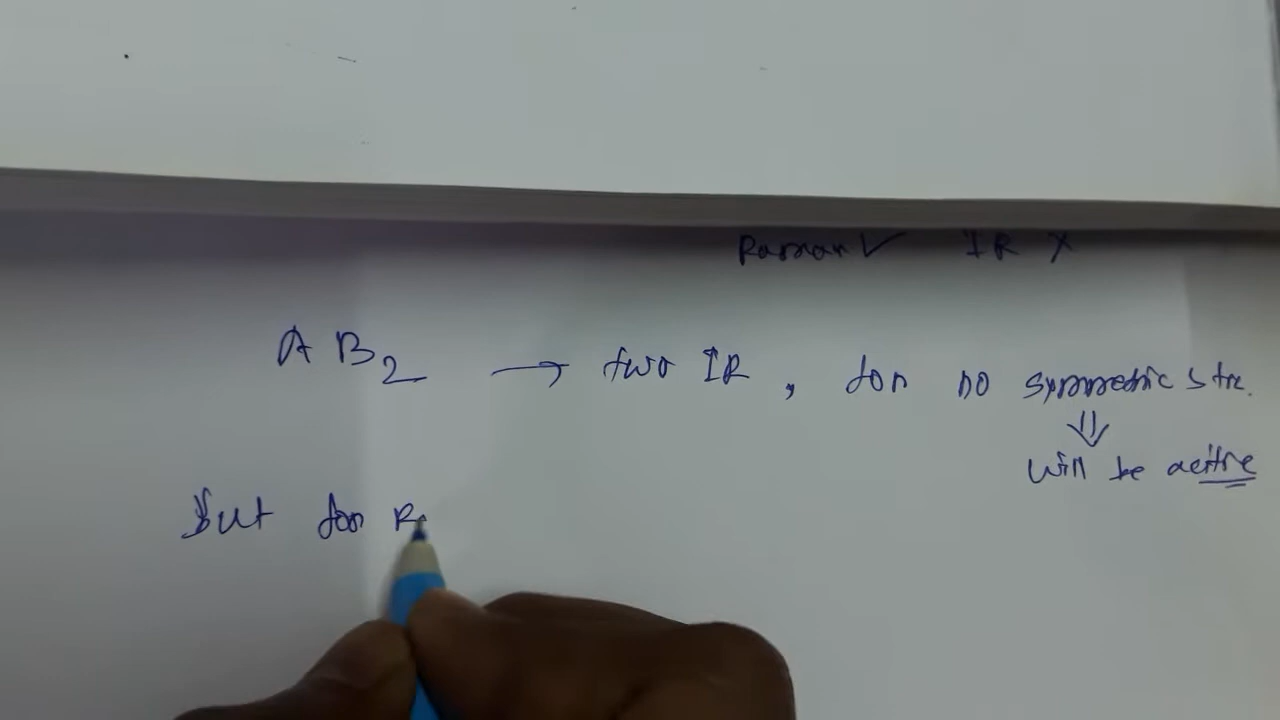 Raman ✓ IR ✗
AB2 → two IR, for no symmetric str.
⇓
will be active
But for R